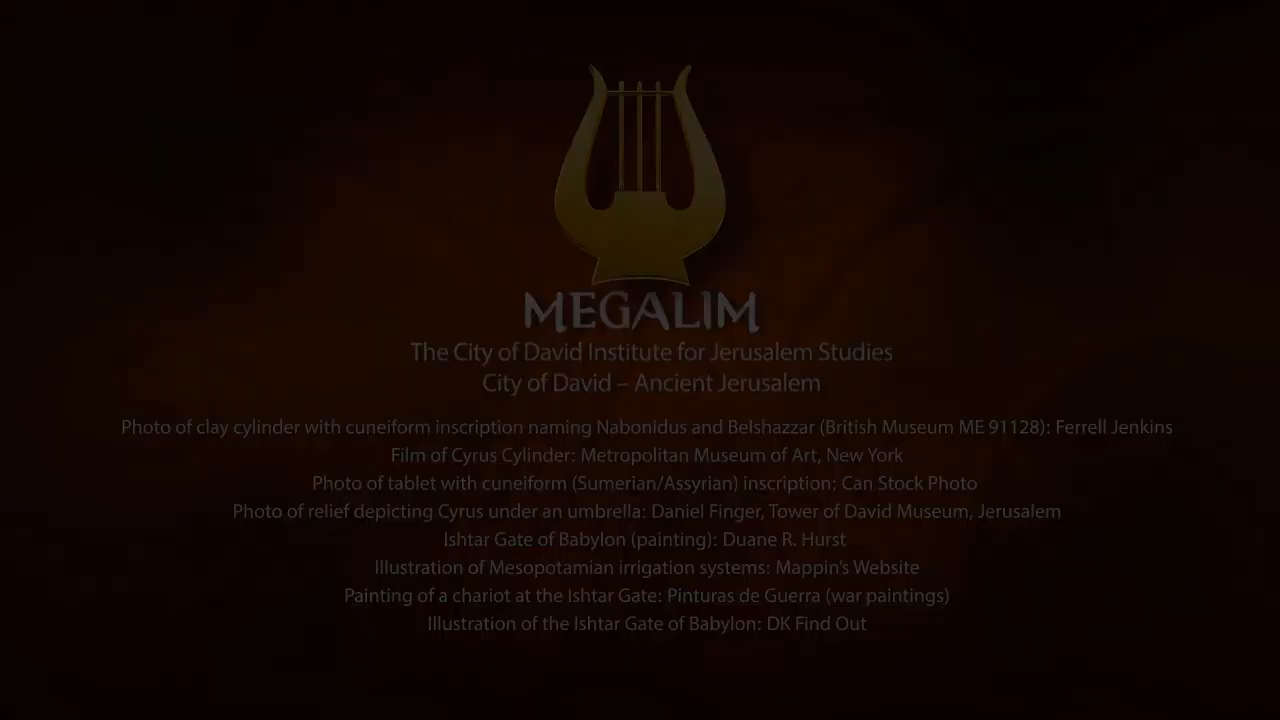 MEGALIM
The City of David Institute for Jerusalem Studies
City of David – Ancient Jerusalem
Photo of clay cylinder with cuneiform inscription naming Nabonidus and Belshazzar (British Museum ME 91128): Ferrell Jenkins
Film of Cyrus Cylinder: Metropolitan Museum of Art, New York
Photo of tablet with cuneiform (Sumerian/Assyrian) inscription: Can Stock Photo
Photo of relief depicting Cyrus under an umbrella: Daniel Finger, Tower of David Museum, Jerusalem
Ishtar Gate of Babylon (painting): Duane R. Hurst
Illustration of Mesopotamian irrigation systems: Mappin's Website
Painting of a chariot at the Ishtar Gate: Pinturas de Guerra (war paintings)
Illustration of the Ishtar Gate of Babylon: DK Find Out